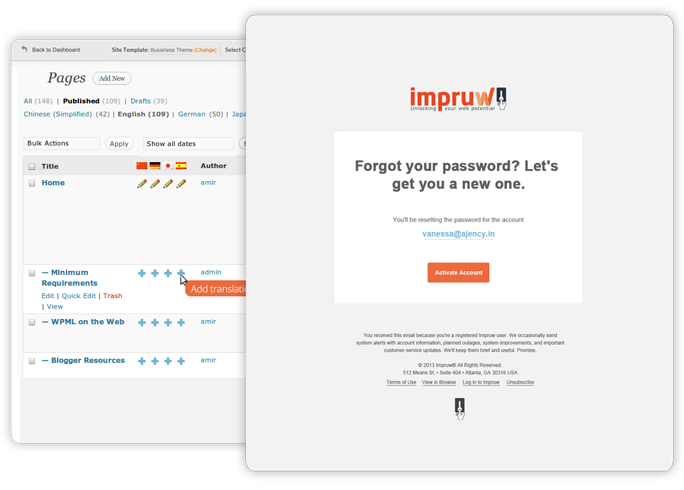 Back to Dashboard
Site Template: Bussiness Theme (Change)
Select C
Pages
Add New
All (148) | Published (109) | Drafts (39)
Chinese (Simplified) (42) | English (109) | German (50) | Japa
Bulk Actions
Apply
Show all dates
Title
Author
Home
amir
— Minimum Requirements
admin
Edit | Quick Edit | Trash
| View
Add translatio
— WPML on the Web
amir
— Blogger Resources
amir
impruw
Unlocking your web potential
Forgot your password? Let's
get you a new one.
You'll be resetting the password for the account
vanessa@ajency.in
Activate Account
You received this email because you're a registered Impruw user. We occasionally send
system alerts with account information, planned outages, system improvements, and important
customer-service updates. We'll keep them brief and useful. Promise.
© 2013 Impruw® All Rights Reserved.
512 Means St. • Suite 404 • Atlanta, GA 30318 USA
Terms of Use View in Browse Log in to Impruw Unsubscribe